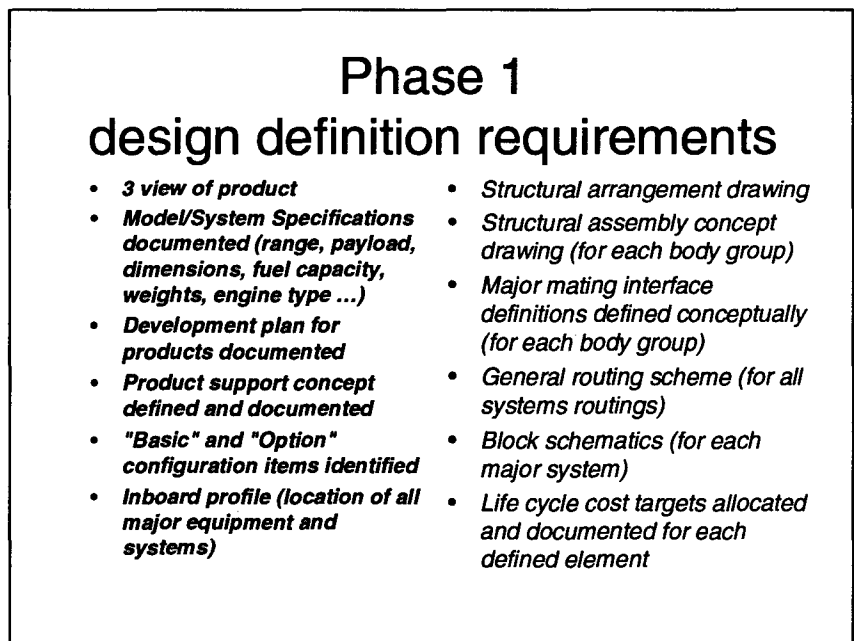 Phase 1
design definition requirements
• 3 view of product
• Model/System Specifications
documented (range, payload,
dimensions, fuel capacity,
weights, engine type ...)
• Development plan for
products documented
• Product support concept
defined and documented
• "Basic" and "Option"
configuration items identified
• Inboard profile (location of all
major equipment and
systems)
• Structural arrangement drawing
• Structural assembly concept
drawing (for each body group)
• Major mating interface
definitions defined conceptually
(for each body group)
• General routing scheme (for all
systems routings)
• Block schematics (for each
major system)
• Life cycle cost targets allocated
and documented for each
defined element